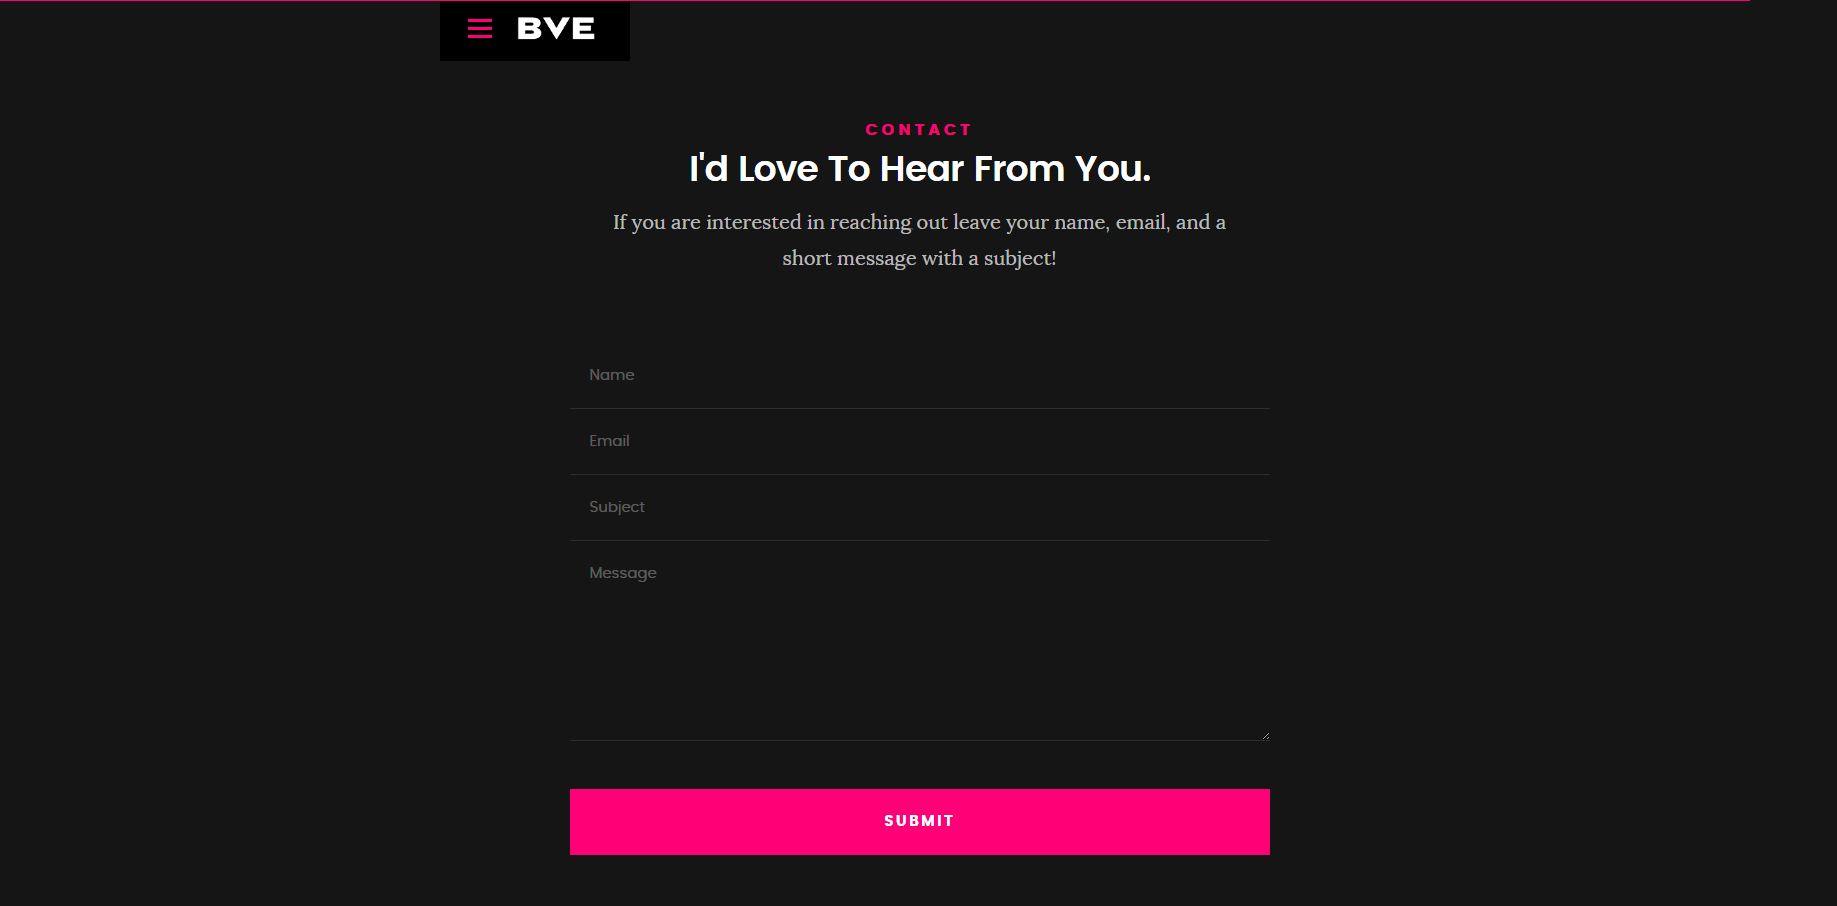 BVE
CONTACT
I'd Love To Hear From You.
If you are interested in reaching out leave your name, email, and a
short message with a subject!
Name
Email
Subject
Message
SUBMIT